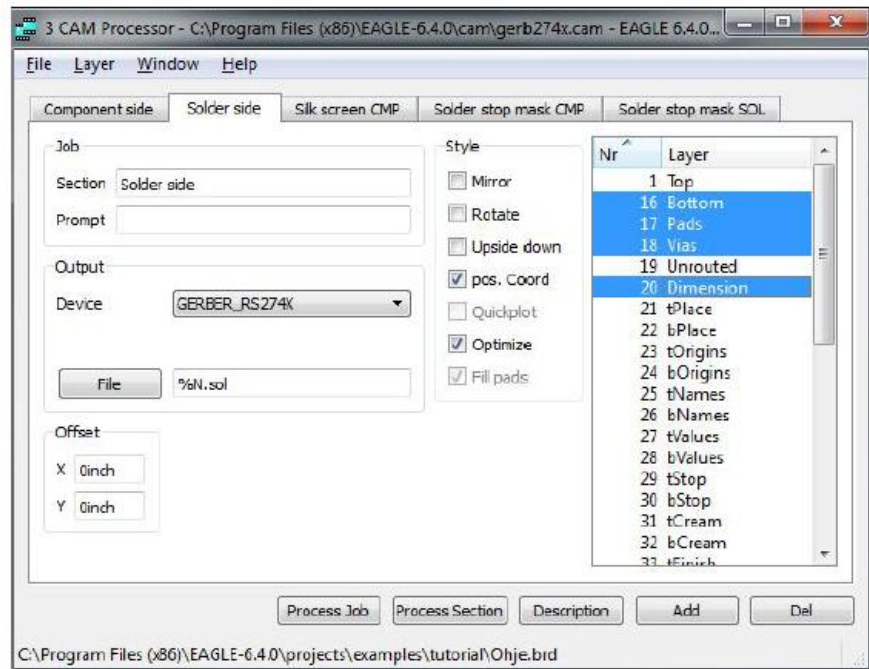 3 CAM Processor - C:\Program Files (x86)\EAGLE-6.4.0\cam\gerb274x.cam - EAGLE 6.4.0...
File Layer Window Help
Component side Solder side Silk screen CMP Solder stop mask CMP Solder stop mask SOL
Job
Section Solder side
Prompt
Output
Device GERBER_RS274X
File %N.sol
Offset
X 0inch
Y 0inch
Style
Mirror
Rotate
Upside down
pos. Coord
Quickplot
Optimize
Fill pads
Nr Layer
1 Top
16 Bottom
17 Pads
18 Vias
19 Unrouted
20 Dimension
21 tPlace
22 bPlace
23 tOrigins
24 bOrigins
25 tNames
26 bNames
27 tValues
28 bValues
29 tStop
30 bStop
31 tCream
32 bCream
33 tFinish
Process Job Process Section Description Add Del
C:\Program Files (x86)\EAGLE-6.4.0\projects\examples\tutorial\Ohje.brd